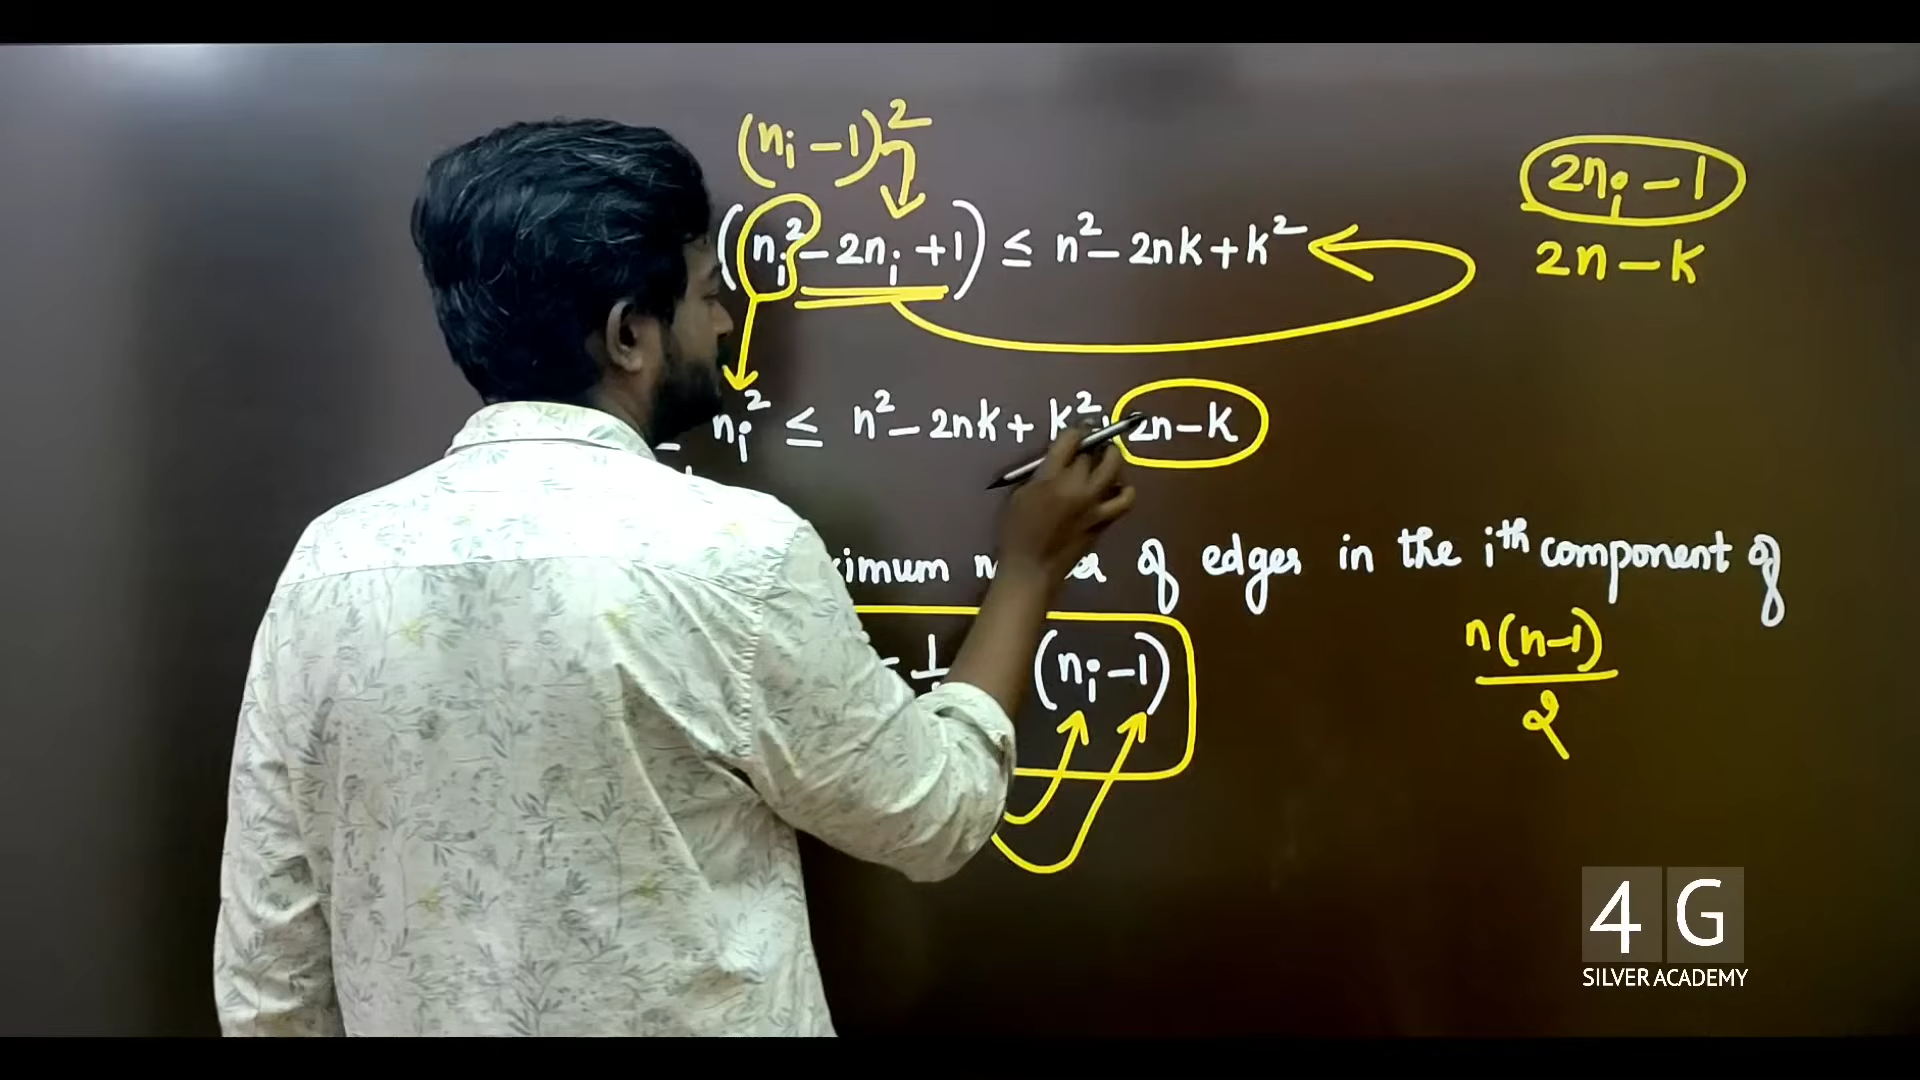 (nᵢ – 1)²
2nᵢ – 1
(nᵢ² – 2nᵢ + 1) ≤ n² – 2nk + k²
2n – k
nᵢ² ≤ n² – 2nk + k² 2n – k
of edges in the iᵗʰ component of
n(n-1)
2
(nᵢ – 1)
4 G
SILVER ACADEMY